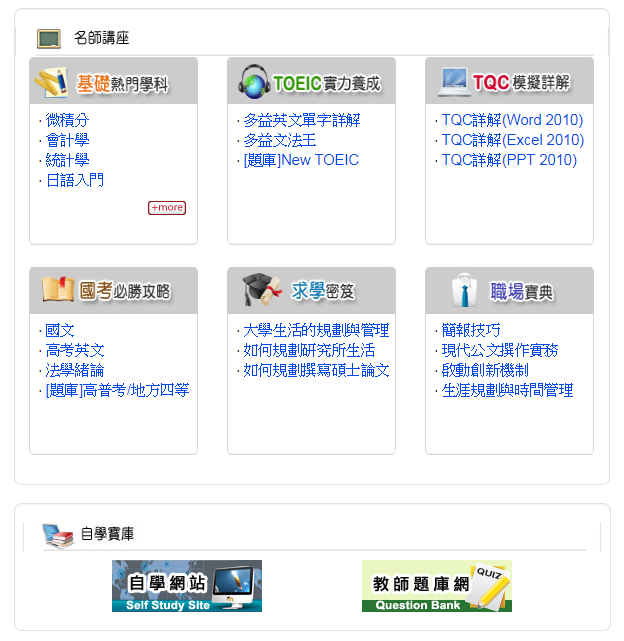 名師講座
基礎熱門學科
· 微積分
· 會計學
· 統計學
· 日語入門
+more
TOEIC實力養成
· 多益英文單字詳解
· 多益文法王
· [題庫]New TOEIC
TQC模擬詳解
· TQC詳解(Word 2010)
· TQC詳解(Excel 2010)
· TQC詳解(PPT 2010)
國考必勝攻略
· 國文
· 高考英文
· 法學緒論
· [題庫]高普考/地方四等
求學密笈
· 大學生活的規劃與管理
· 如何規劃研究所生活
· 如何規劃撰寫碩士論文
職場寶典
· 簡報技巧
· 現代公文撰作實務
· 啟動創新機制
· 生涯規劃與時間管理
自學寶庫
自學網站
Self Study Site
教師題庫網
QUIZ
Question Bank